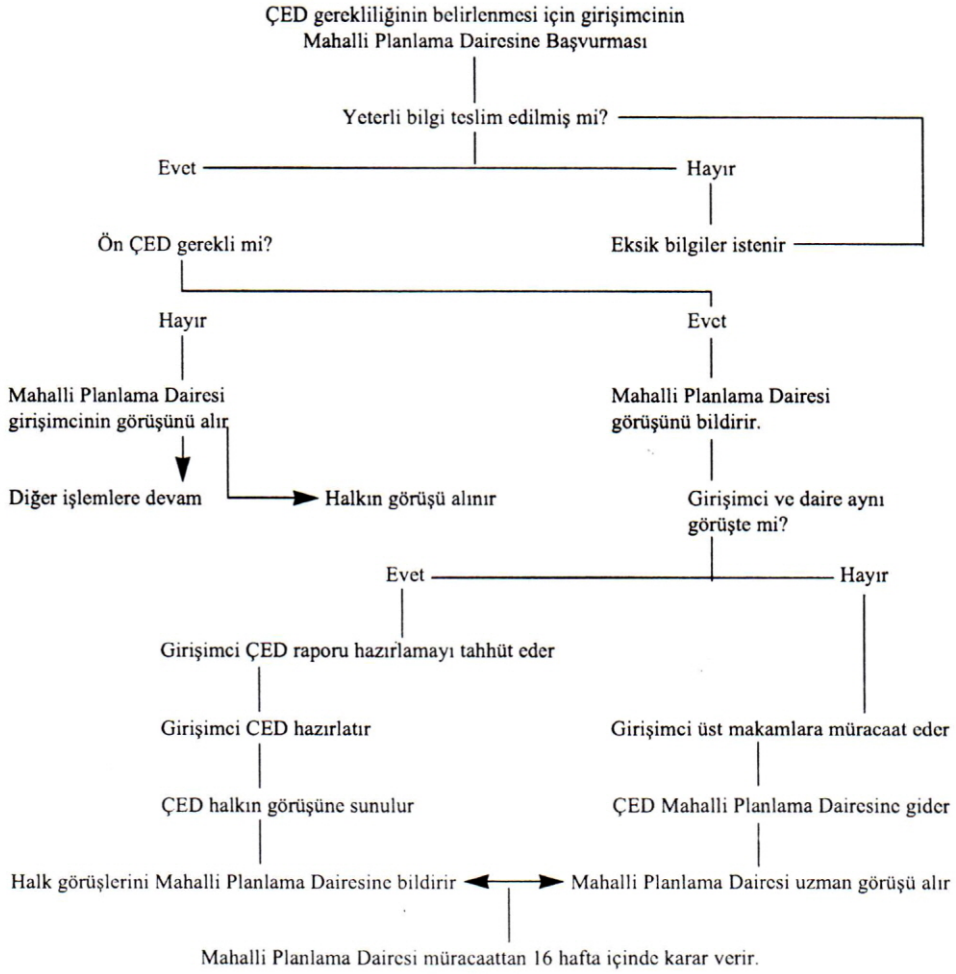 ÇED gerekliliğinin belirlenmesi için girişimcinin
Mahalli Planlama Dairesine Başvurması
Yeterli bilgi teslim edilmiş mi?
Evet
Hayır
Ön ÇED gerekli mi?
Eksik bilgiler istenir
Hayır
Evet
Mahalli Planlama Dairesi
girişimcinin görüşünü alır
Mahalli Planlama Dairesi
görüşünü bildirir.
Diğer işlemlere devam
Halkın görüşü alınır
Girişimci ve daire aynı
görüşte mi?
Evet
Hayır
Girişimci ÇED raporu hazırlamayı tahhüt eder
Girişimci CED hazırlatır
Girişimci üst makamlara müracaat eder
ÇED halkın görüşüne sunulur
ÇED Mahalli Planlama Dairesine gider
Halk görüşlerini Mahalli Planlama Dairesine bildirir
Mahalli Planlama Dairesi uzman görüşü alır
Mahalli Planlama Dairesi müracaattan 16 hafta içinde karar verir.